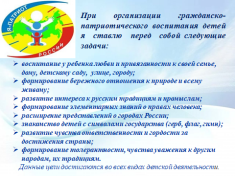 Я ПАТРИОТ
РОССИИ
При организации гражданско-
патриотического воспитания детей
я ставлю перед собой следующие
задачи:
воспитание у ребенка любви и привязанности к своей семье,
дому, детскому саду, улице, городу;
формирование бережного отношения к природе и всему
живому;
развитие интереса к русским традициям и промыслам;
формирование элементарных знаний о правах человека;
расширение представлений о городах России;
знакомство детей с символами государства (герб, флаг, гимн);
развитие чувства ответственности и гордости за
достижения страны;
формирование толерантности, чувства уважения к другим
народам, их традициям.
Данные цели достигаются во всех видах детской деятельности